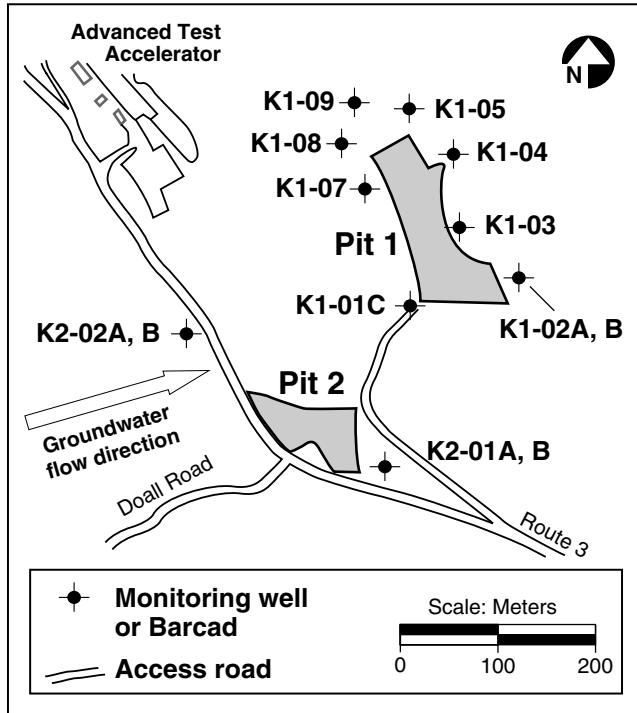 Advanced Test
Accelerator
N
K1-09
K1-05
K1-08
K1-04
K1-07
K1-03
Pit 1
K1-01C
K1-02A, B
K2-02A, B
Pit 2
Groundwater
flow direction
K2-01A, B
Doall Road
Route 3
Monitoring well
or Barcad
Access road
Scale: Meters
0 100 200